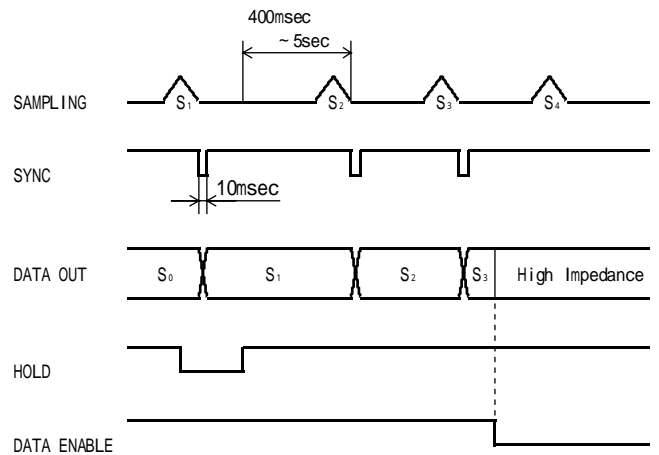 400msec
~5sec
SAMPLING
S₁ S₂ S₃ S₄
SYNC
10msec
DATA OUT
S₀ S₁ S₂ S₃ High Impedance
HOLD
DATA ENABLE